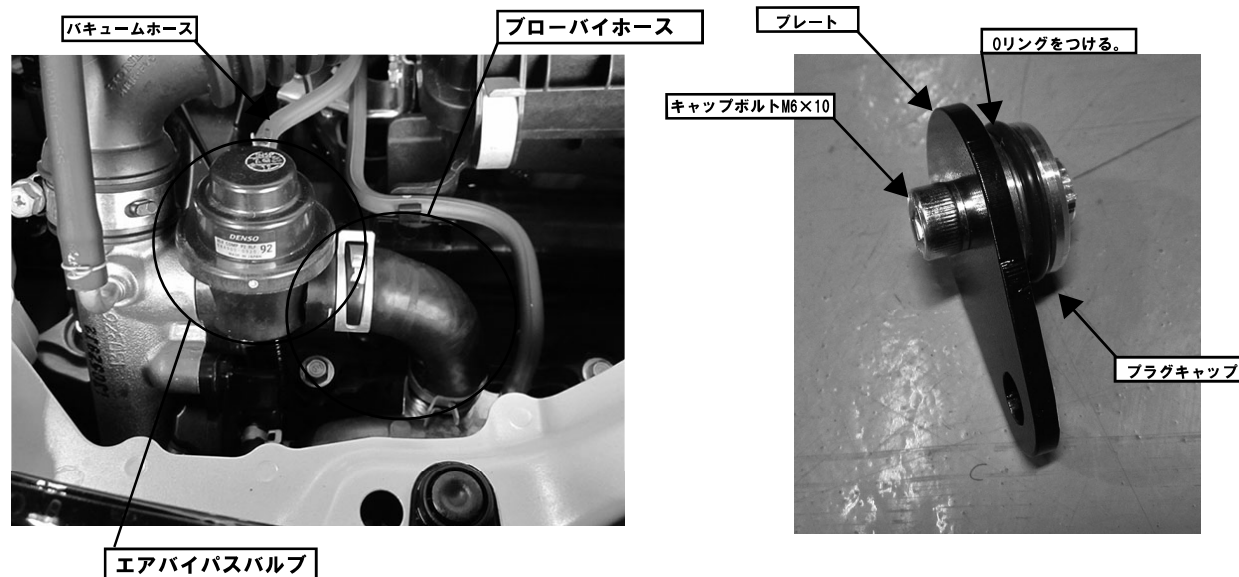 バキュームホース
ブローバイホース
DENSO
92
エアバイパスバルブ
プレート
Oリングをつける。
キャップボルトM6×10
プラグキャップ